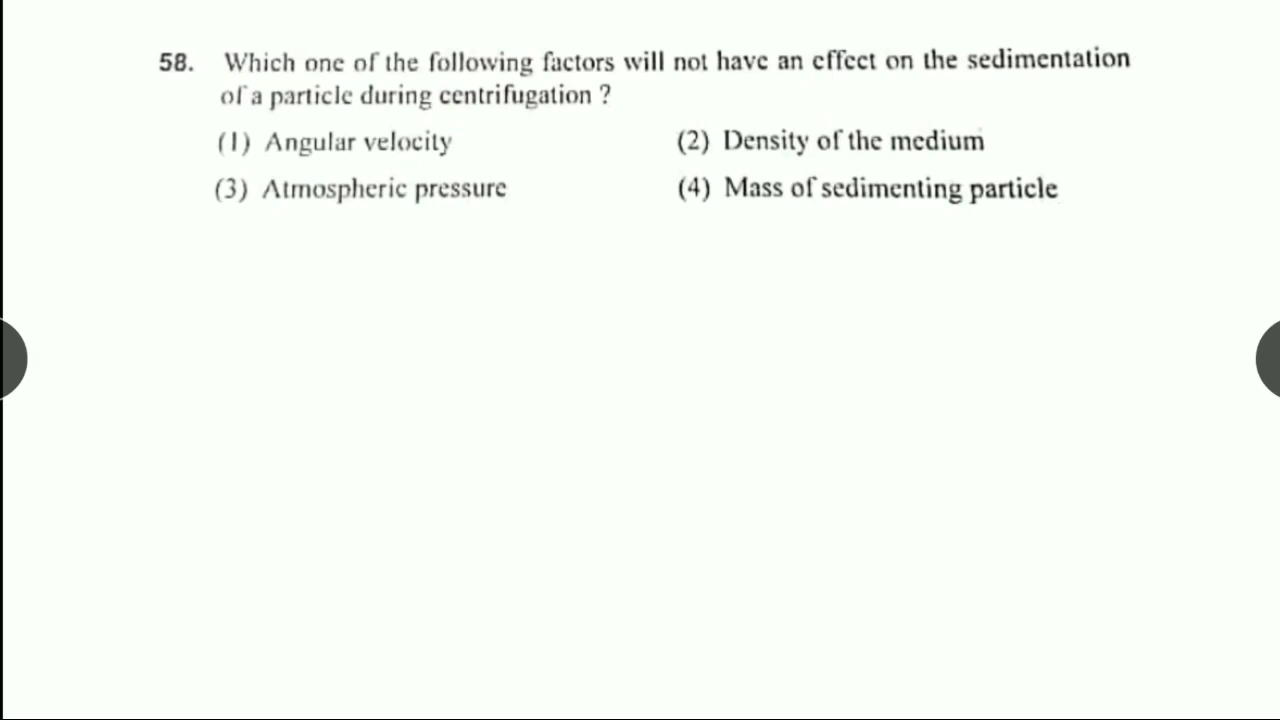 58. Which one of the following factors will not have an effect on the sedimentation
of a particle during centrifugation ?
(1) Angular velocity (2) Density of the medium
(3) Atmospheric pressure (4) Mass of sedimenting particle